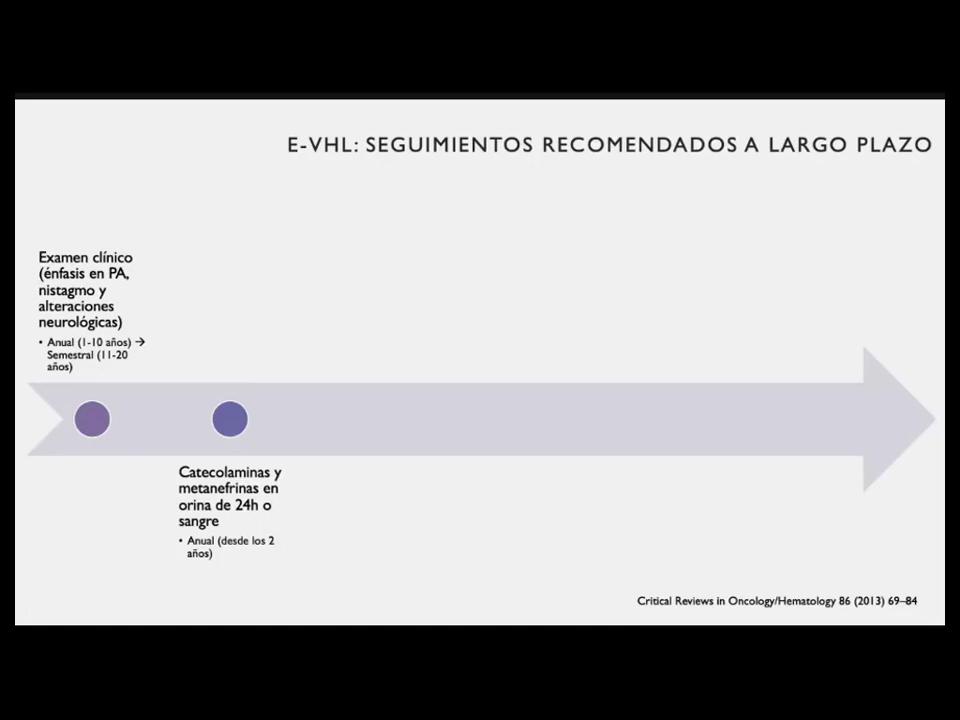 E-VHL: SEGUIMIENTOS RECOMENDADOS A LARGO PLAZO
Examen clínico
(énfasis en PA,
nistagmo y
alteraciones
neurológicas)
• Anual (1-10 años) →
Semestral (11-20
años)
Catecolaminas y
metanefrinas en
orina de 24h o
sangre
• Anual (desde los 2
años)
Critical Reviews in Oncology/Hematology 86 (2013) 69–84